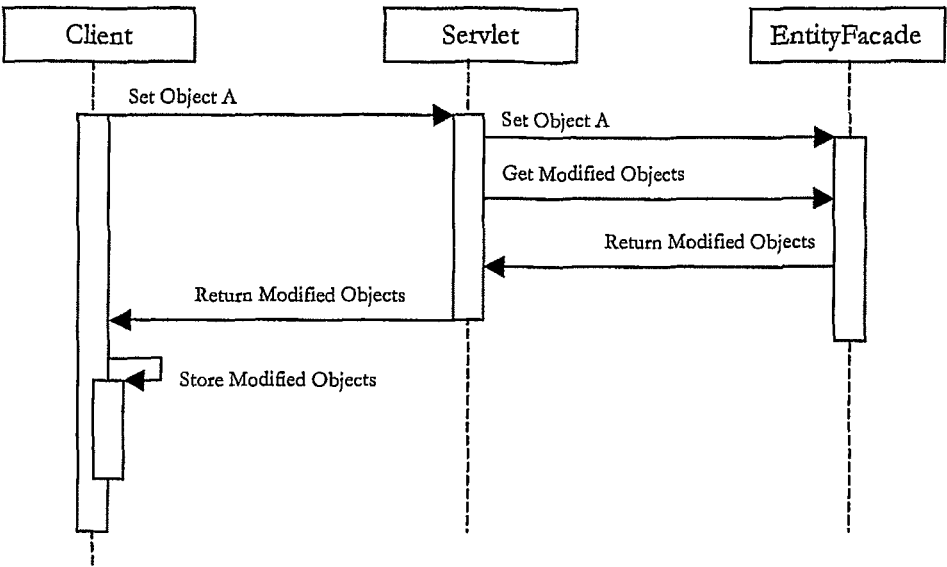 Client
Servlet
EntityFacade
Set Object A
Set Object A
Get Modified Objects
Return Modified Objects
Return Modified Objects
Store Modified Objects